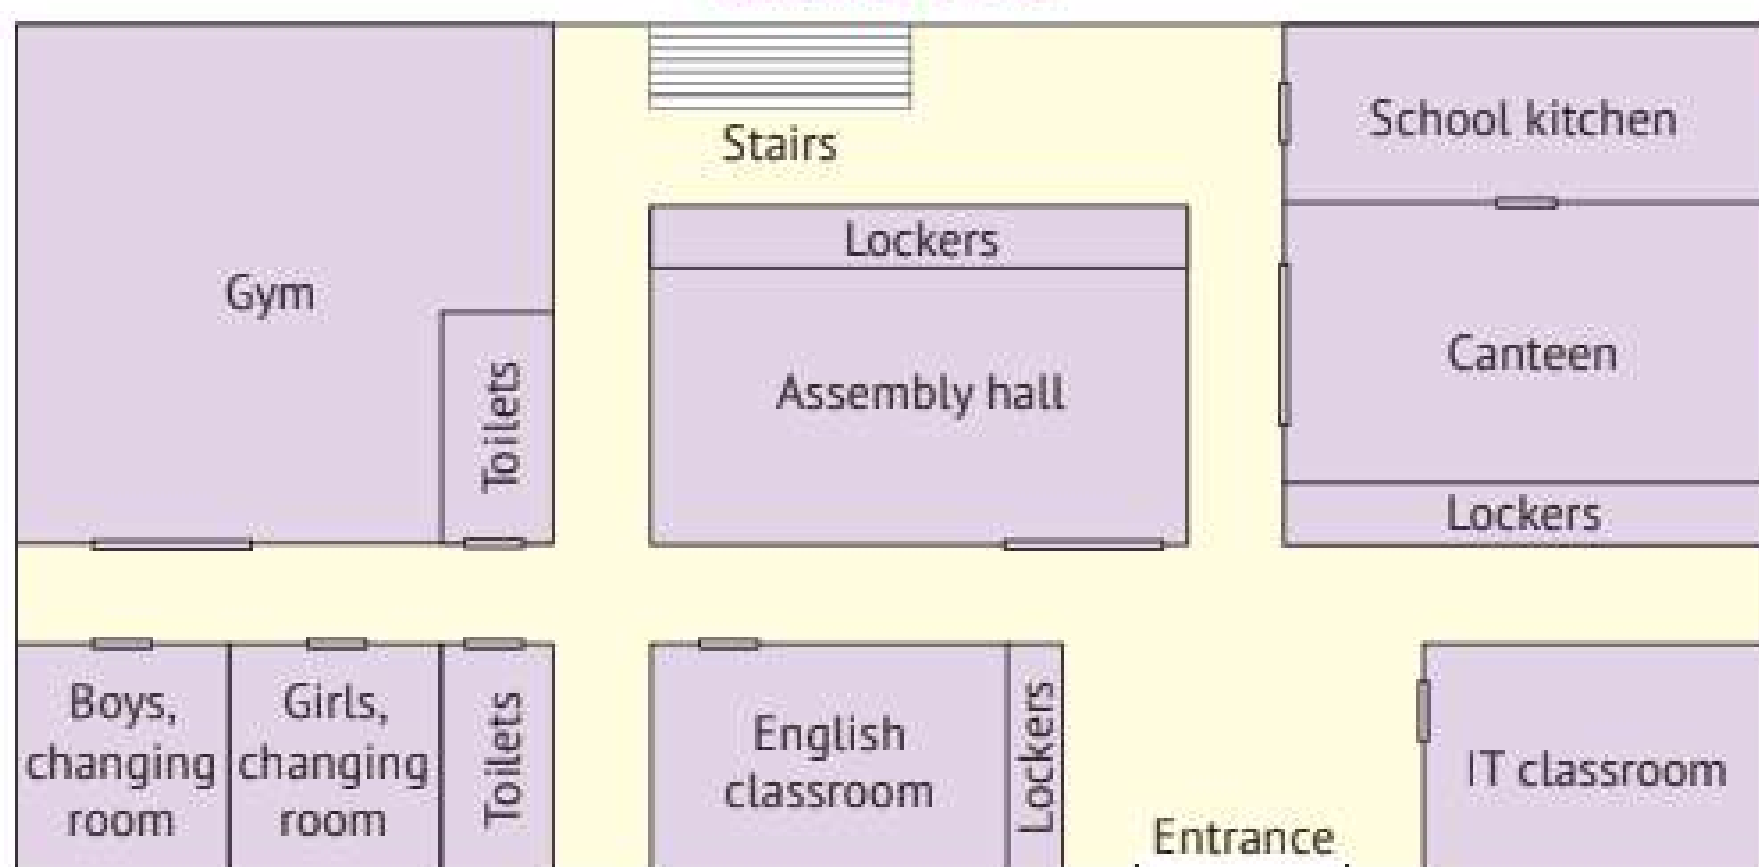 School kitchen
Stairs
Lockers
Gym
Canteen
Toilets
Assembly hall
Lockers
Boys,
changing
room
Girls,
changing
room
Toilets
English
classroom
Lockers
IT classroom
Entrance